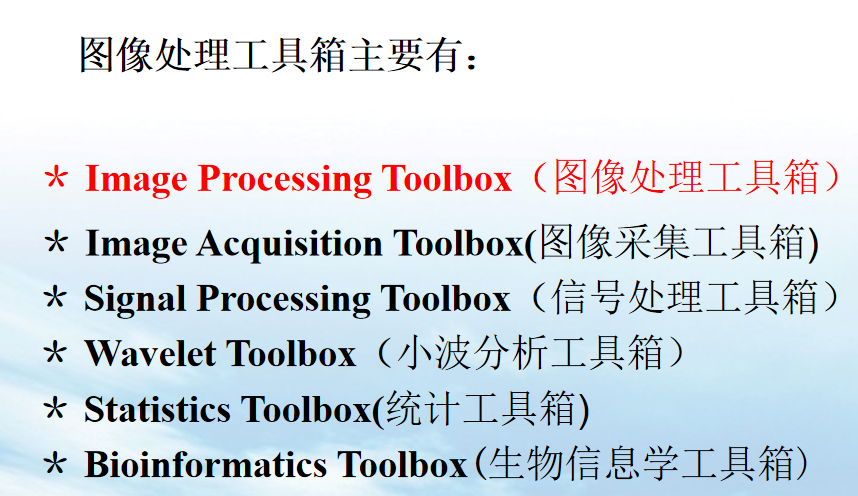 图像处理工具箱主要有：
＊ Image Processing Toolbox（图像处理工具箱）
＊ Image Acquisition Toolbox(图像采集工具箱)
＊ Signal Processing Toolbox（信号处理工具箱）
＊ Wavelet Toolbox（小波分析工具箱）
＊ Statistics Toolbox(统计工具箱)
＊ Bioinformatics Toolbox(生物信息学工具箱)